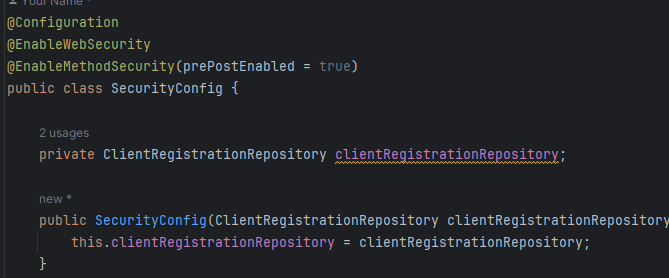 Your Name *
@Configuration
@EnableWebSecurity
@EnableMethodSecurity(prePostEnabled = true)
public class SecurityConfig {
2 usages
private ClientRegistrationRepository clientRegistrationRepository;
new *
public SecurityConfig(ClientRegistrationRepository clientRegistrationRepository
this.clientRegistrationRepository = clientRegistrationRepository;
}